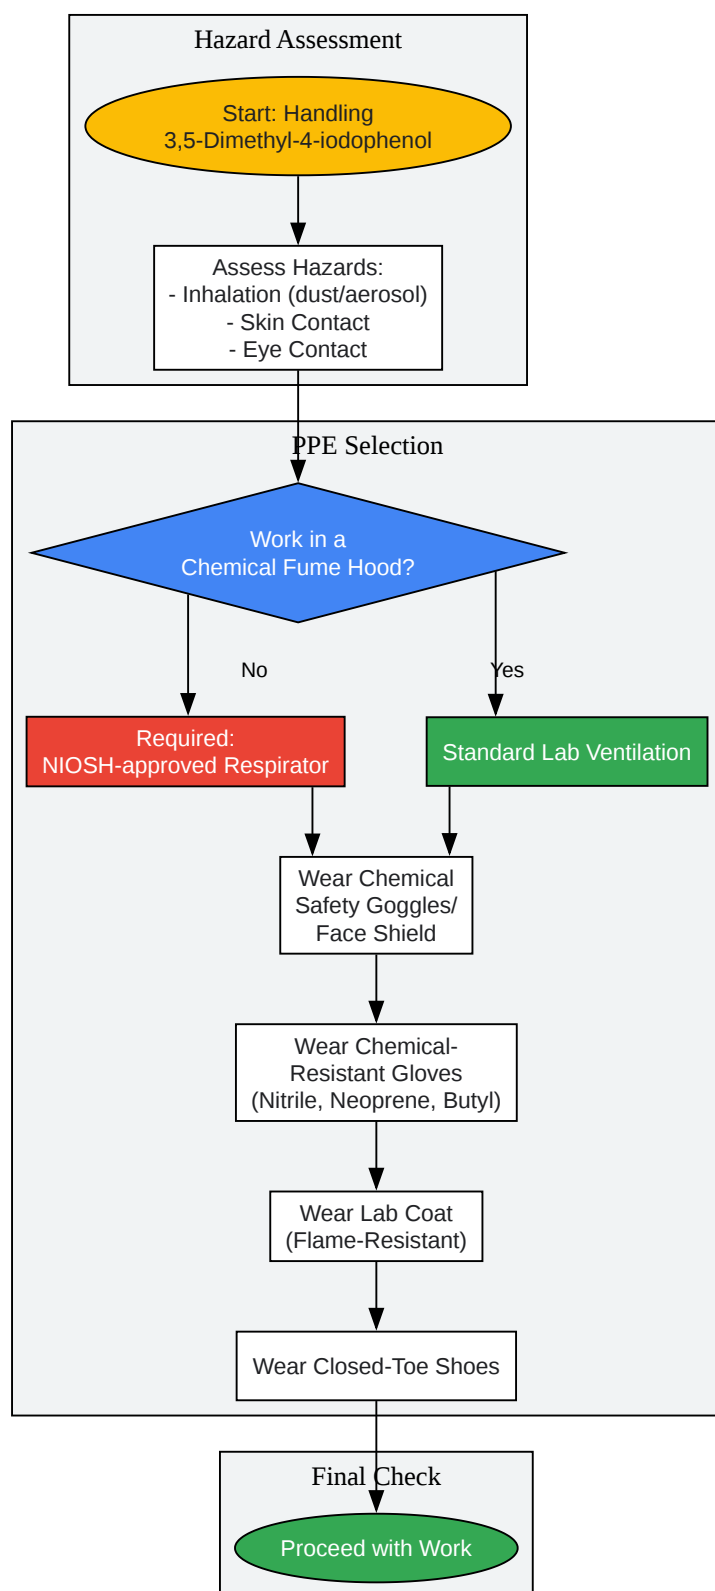 Hazard Assessment
Start: Handling
3,5-Dimethyl-4-iodophenol
Assess Hazards:
- Inhalation (dust/aerosol)
- Skin Contact
- Eye Contact
PPE Selection
Work in a
Chemical Fume Hood?
No
Yes
Required:
NIOSH-approved Respirator
Standard Lab Ventilation
Wear Chemical
Safety Goggles/
Face Shield
Wear Chemical-
Resistant Gloves
(Nitrile, Neoprene, Butyl)
Wear Lab Coat
(Flame-Resistant)
Wear Closed-Toe Shoes
Final Check
Proceed with Work